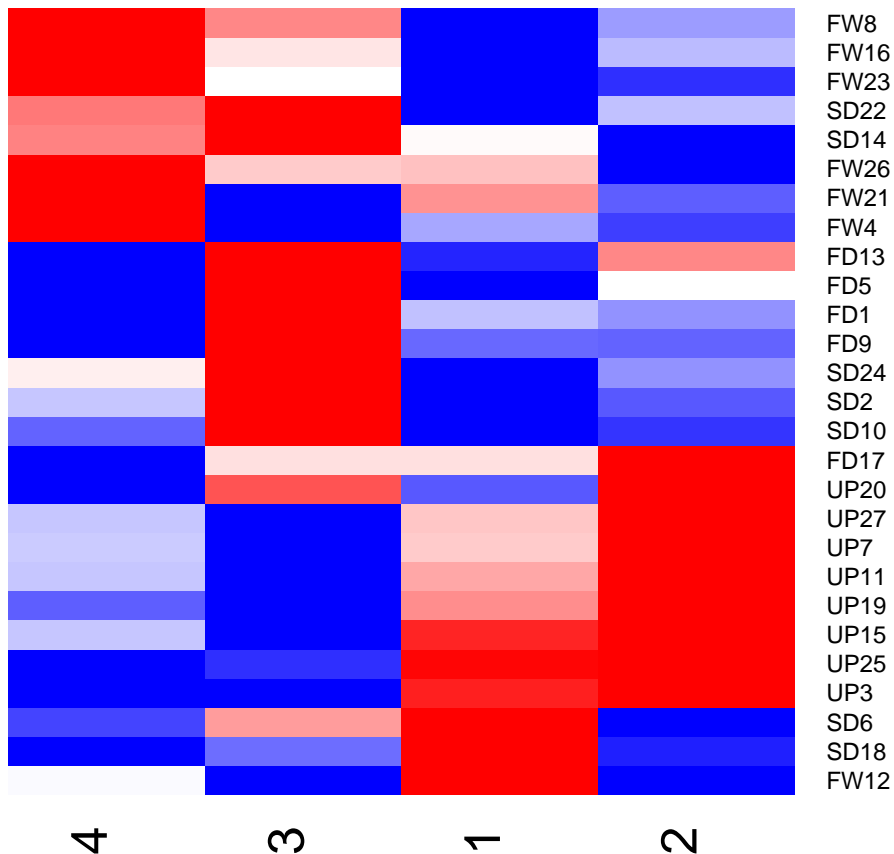 FW8
FW16
FW23
SD22
SD14
FW26
FW21
FW4
FD13
FD5
FD1
FD9
SD24
SD2
SD10
FD17
UP20
UP27
UP7
UP11
UP19
UP15
UP25
UP3
SD6
SD18
FW12
4 3 1 2